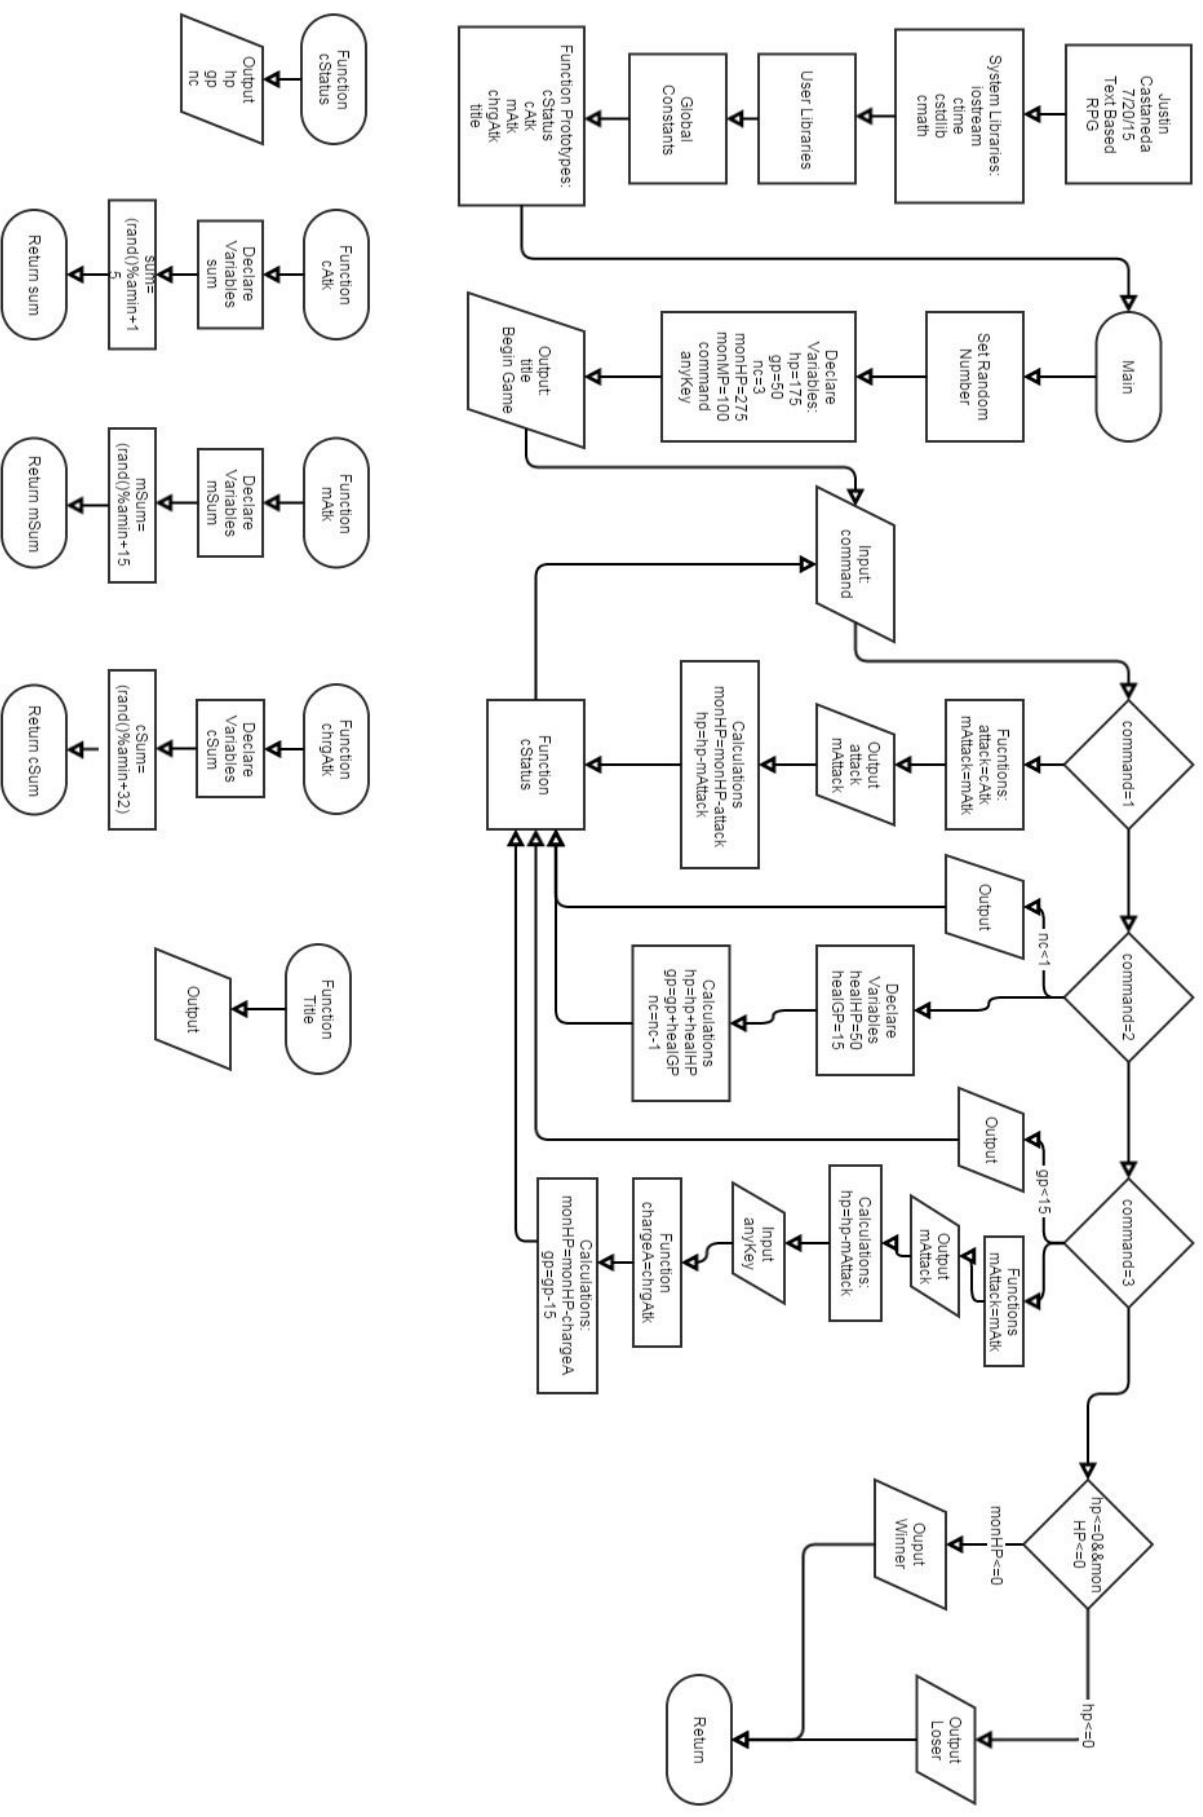 Justin
Castaneda
7/20/15
Text Based
RPG
System Libraries:
iostream
ctime
cstdlib
cmath
User Libraries
Global
Constants
Function Prototypes:
cStatus
cAtk
mAtk
chrgAtk
title
Main
Set Random
Number
Declare
Variables:
hp=175
gp=50
nc=3
monHP=275
monMP=100
command
anyKey
Output:
title
Begin Game
Input:
command
command=1
Fucntions:
attack=cAtk
mAttack=mAtk
Output
attack
mAttack
Calculations
monHP=monHP-attack
hp=hp-mAttack
Function
cStatus
command=2
nc<1
Output
Declare
Variables
healHP=50
healGP=15
Calculations
hp=hp+healHP
gp=gp+healGP
nc=nc-1
command=3
gp<15
Output
Functions
mAttack=mAtk
Output
mAttack
Calculations:
hp=hp-mAttack
Input
anyKey
Function
chargeA=chrgAtk
Calculations:
monHP=monHP-chargeA
gp=gp-15
hp<=0&&mon
HP<=0
monHP<=0
Ouput
Winner
hp<=0
Output
Loser
Return
Function
cStatus
Output
hp
gp
nc
Function
cAtk
Declare
Variables
sum
sum=
(rand()%amin+1
5
Return sum
Function
mAtk
Declare
Variables
mSum
mSum=
(rand()%amin+15
Return mSum
Function
chrgAtk
Declare
Variables
cSum
cSum=
(rand()%amin+32)
Return cSum
Function
Title
Output